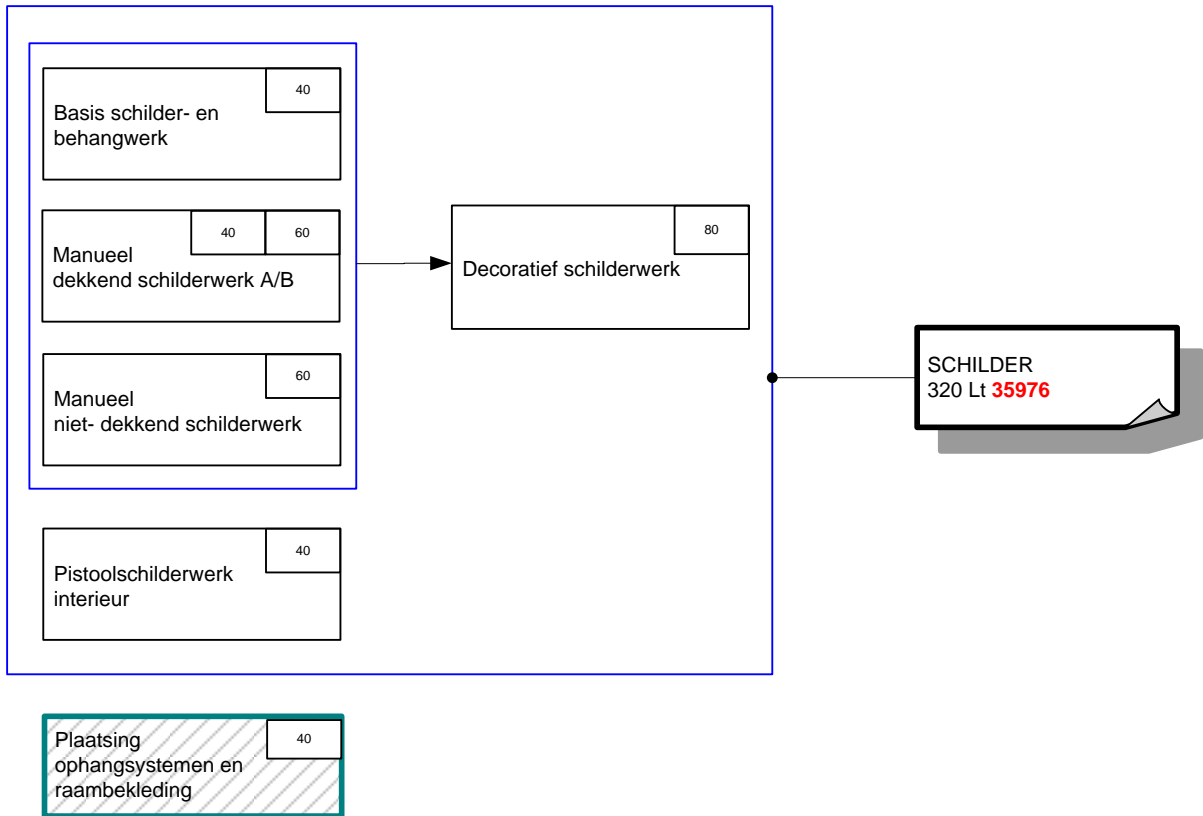 40
Basis schilder- en
behangwerk
40 60
Manueel
dekkend schilderwerk A/B
60
Manueel
niet- dekkend schilderwerk
40
Pistoolschilderwerk
interieur
80
Decoratief schilderwerk
SCHILDER
320 Lt 35976
40
Plaatsing
ophangsystemen en
raambekleding